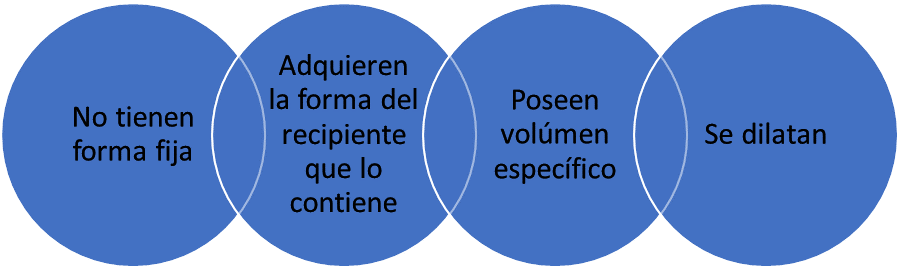 No tienen
forma fija
Adquieren
la forma del
recipiente
que lo
contiene
Poseen
volúmen
específico
Se dilatan